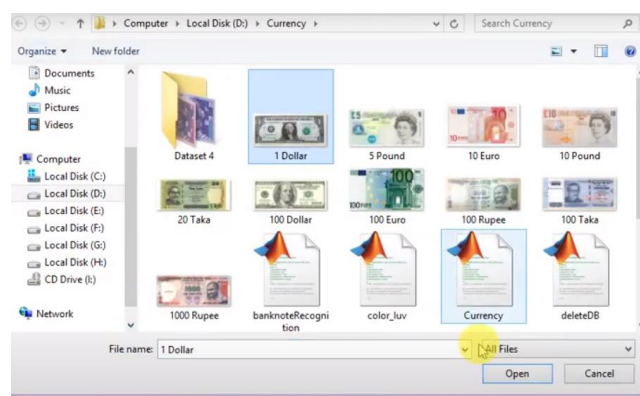 Computer ▸ Local Disk (D:) ▸ Currency ▸
Search Currency
Organize ▾ New folder
Documents
Music
Pictures
Videos
Computer
Local Disk (C:)
Local Disk (D:)
Local Disk (E:)
Local Disk (F:)
Local Disk (G:)
Local Disk (H:)
CD Drive (I:)
Network
Dataset 4
1 Dollar
5 Pound
10 Euro
10 Pound
20 Taka
100 Dollar
100 Euro
100 Rupee
100 Taka
1000 Rupee
banknoteRecogni
tion
color_luv
Currency
deleteDB
File name: 1 Dollar
All Files
Open Cancel